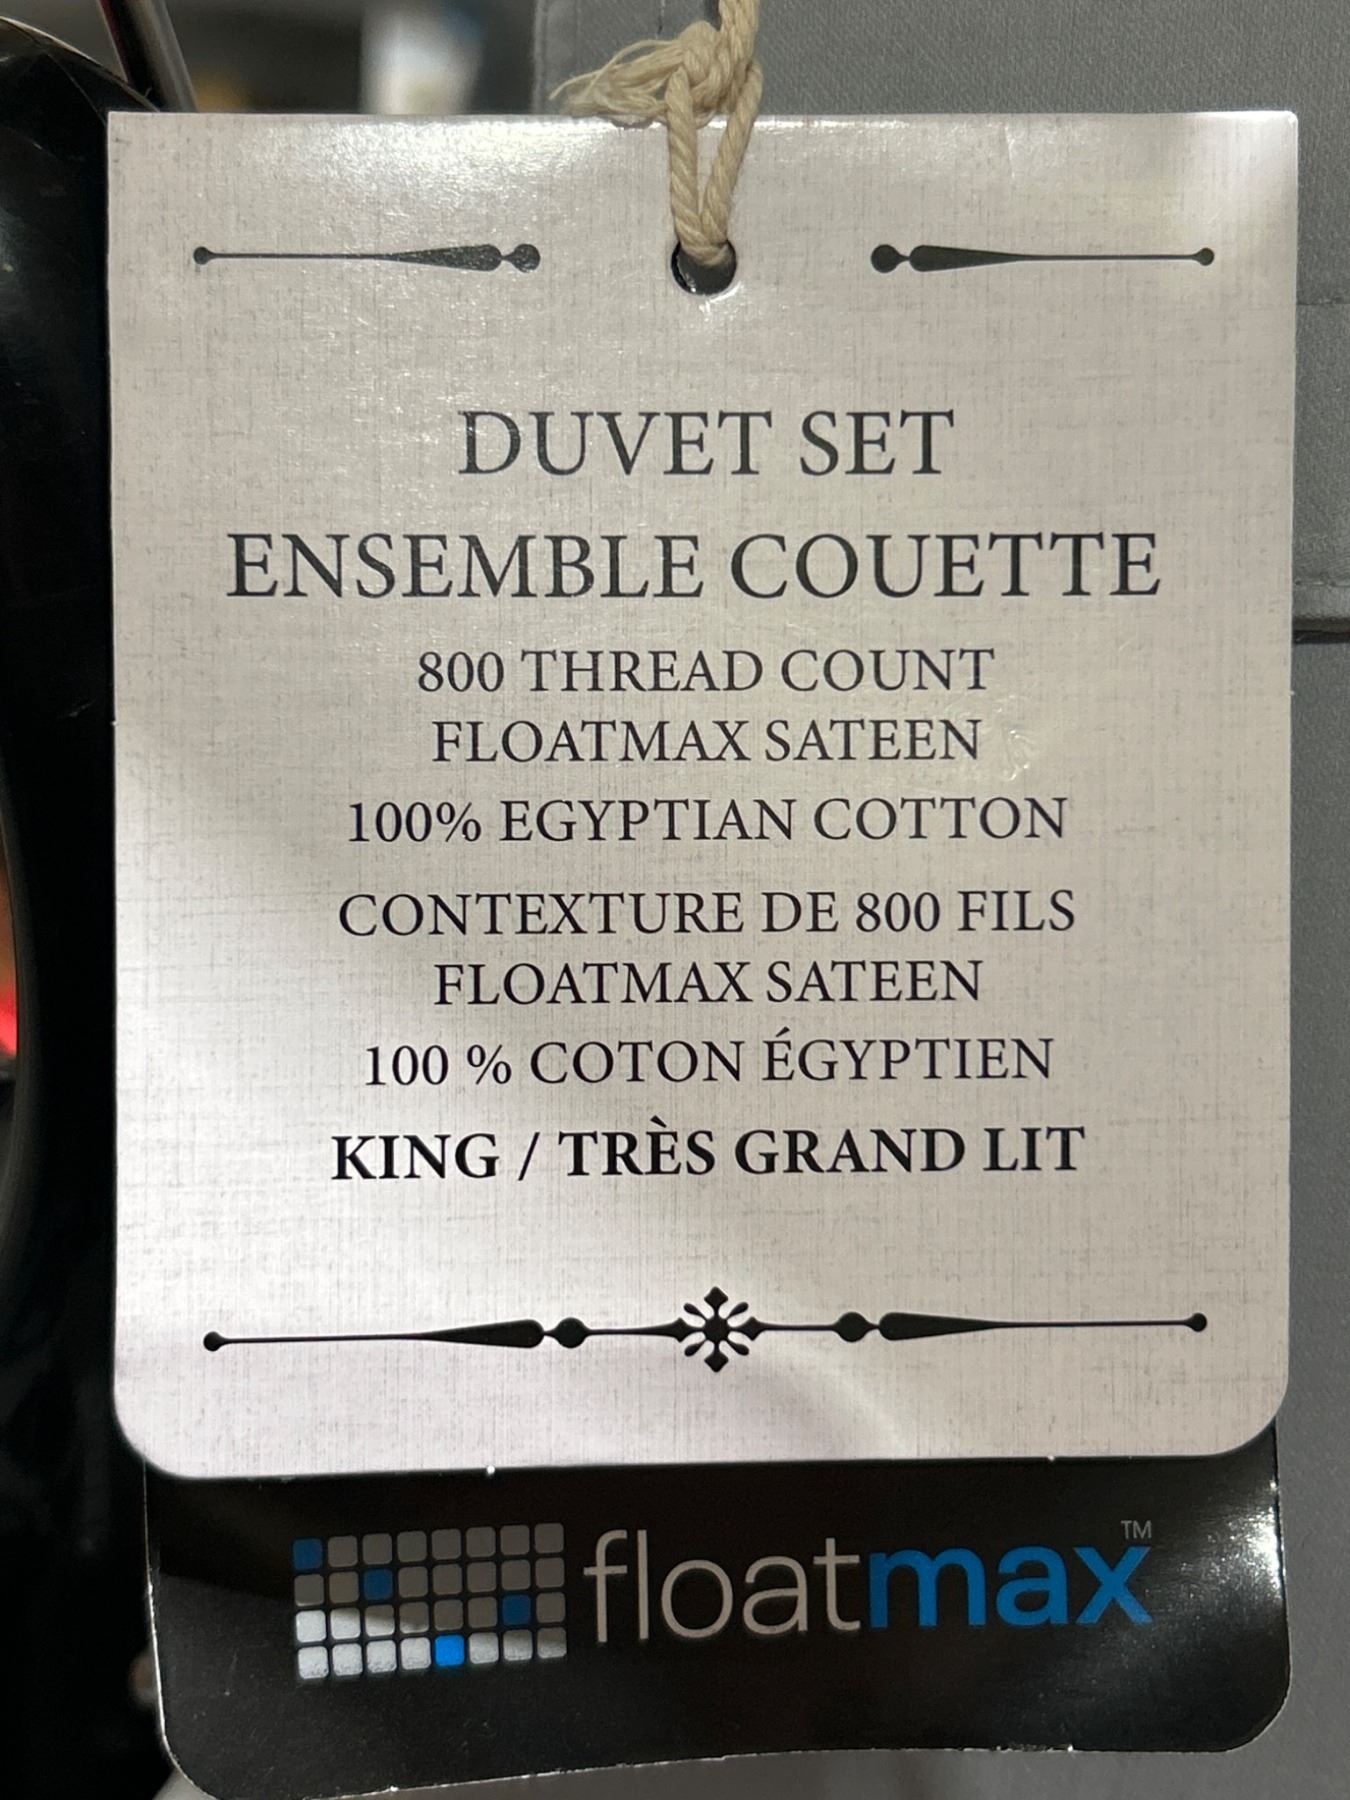 DUVET SET
ENSEMBLE COUETTE
800 THREAD COUNT
FLOATMAX SATEEN
100% EGYPTIAN COTTON
CONTEXTURE DE 800 FILS
FLOATMAX SATEEN
100 % COTON ÉGYPTIEN
KING / TRÈS GRAND LIT
floatmax™